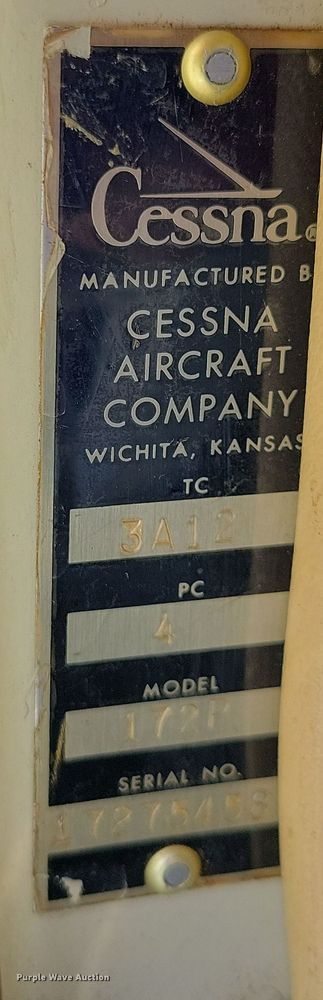 Cessna®
MANUFACTURED B
CESSNA
AIRCRAFT
COMPANY
WICHITA, KANSAS
TC
3A12
PC
4
MODEL
172P
SERIAL NO.
Purple Wave Auction